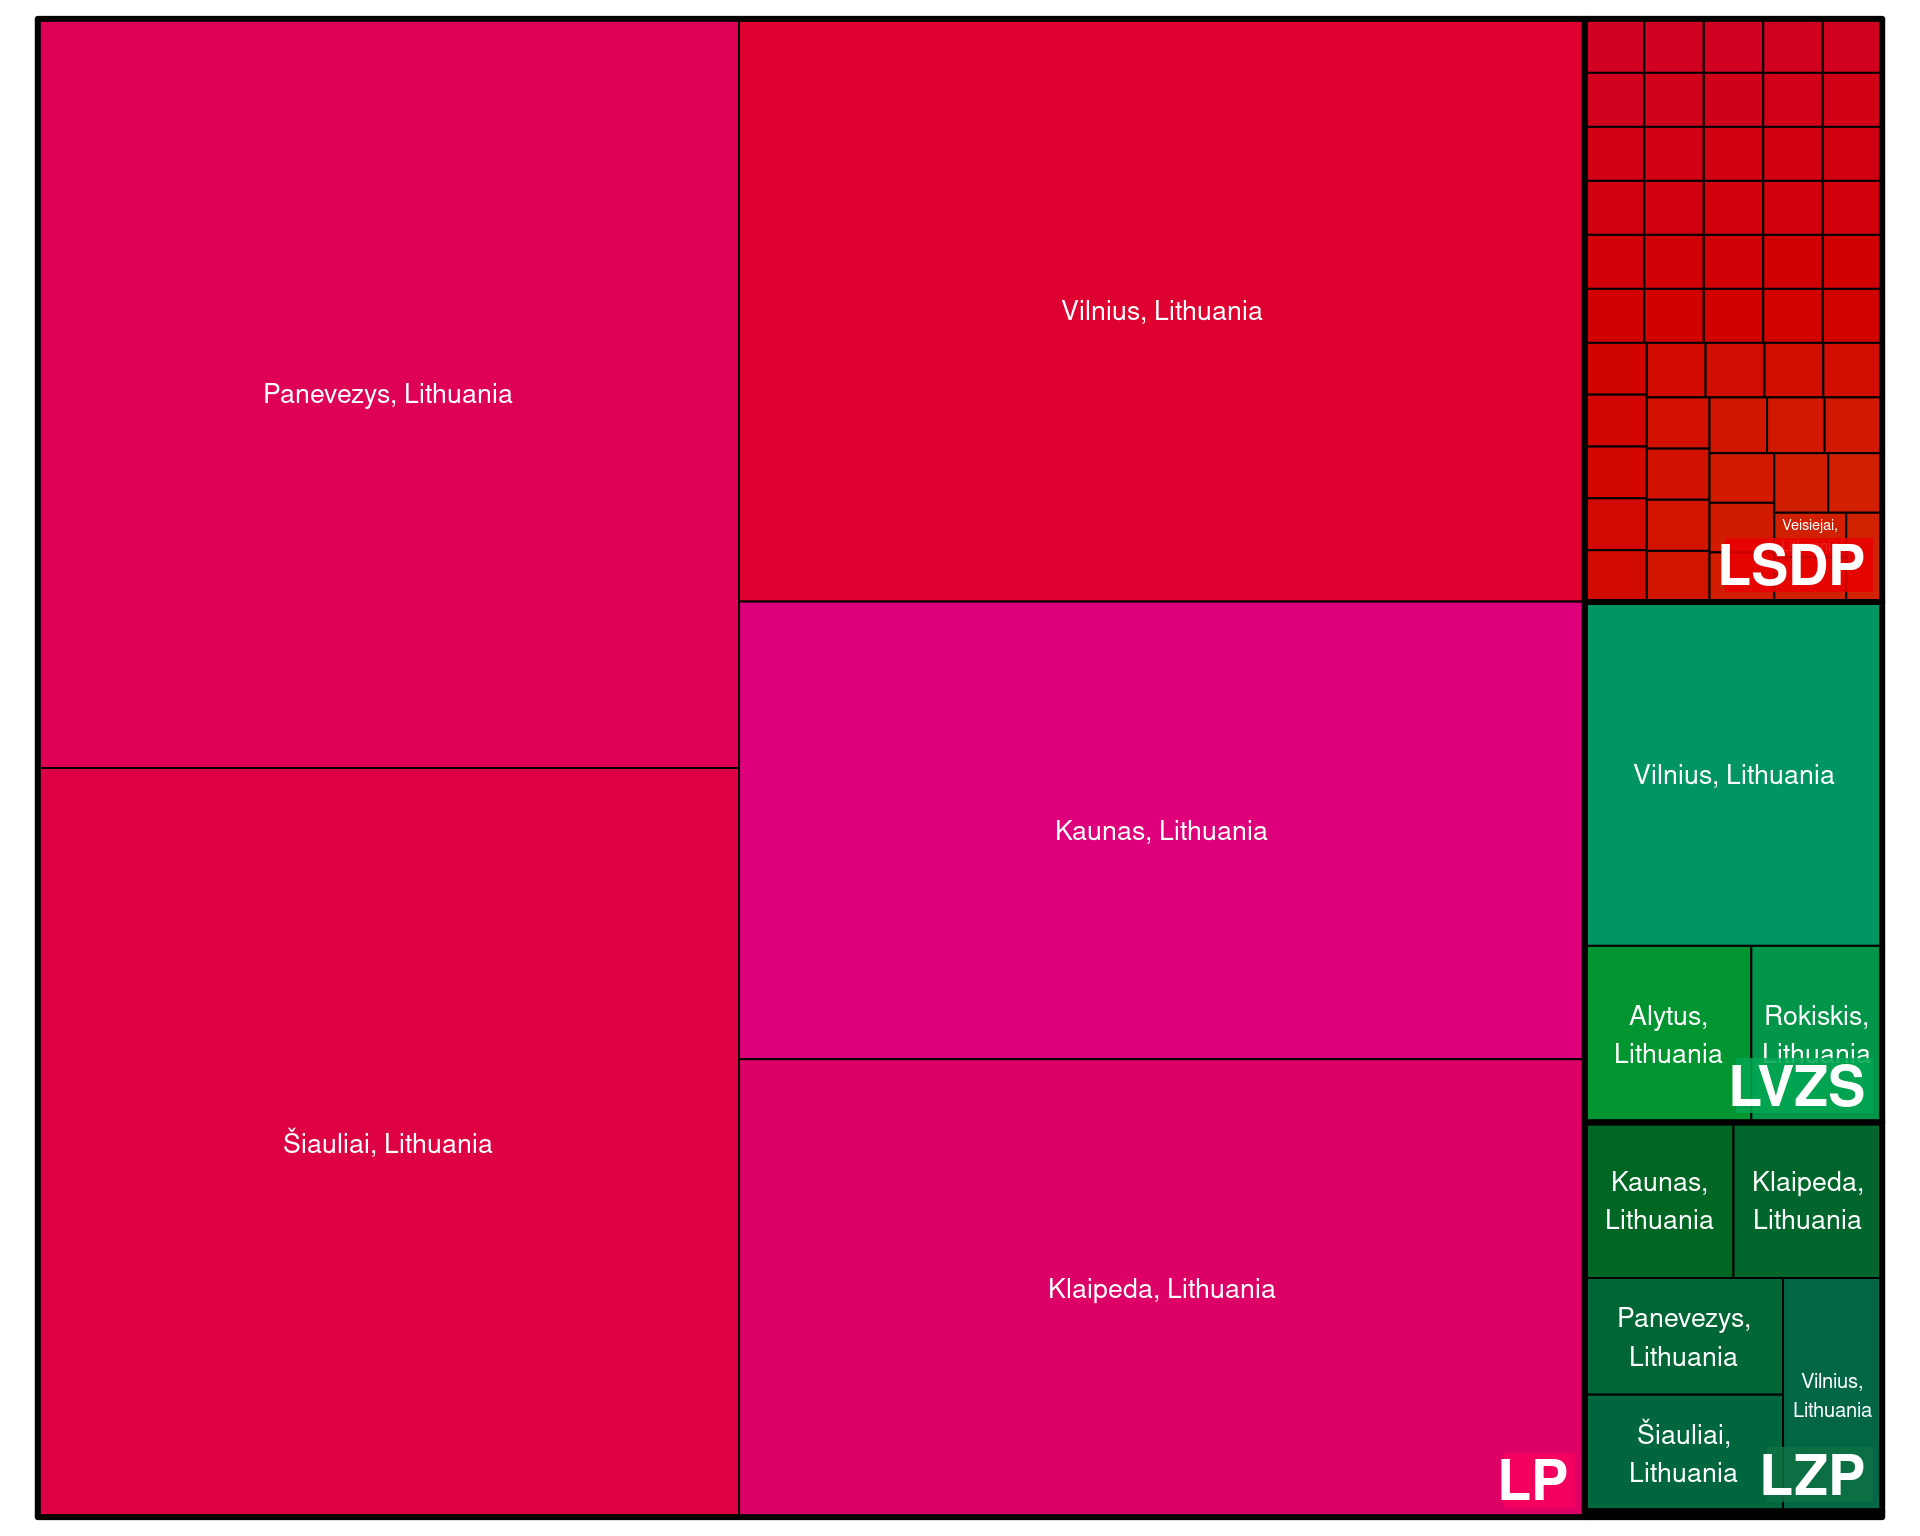 Panevezys, Lithuania
Šiauliai, Lithuania
Vilnius, Lithuania
Kaunas, Lithuania
Klaipeda, Lithuania
LP
Veisiejai,
LSDP
Vilnius, Lithuania
Alytus,
Lithuania
Rokiskis,
Lithuania
LVZS
Kaunas,
Lithuania
Klaipeda,
Lithuania
Panevezys,
Lithuania
Šiauliai,
Lithuania
Vilnius,
Lithuania
LZP